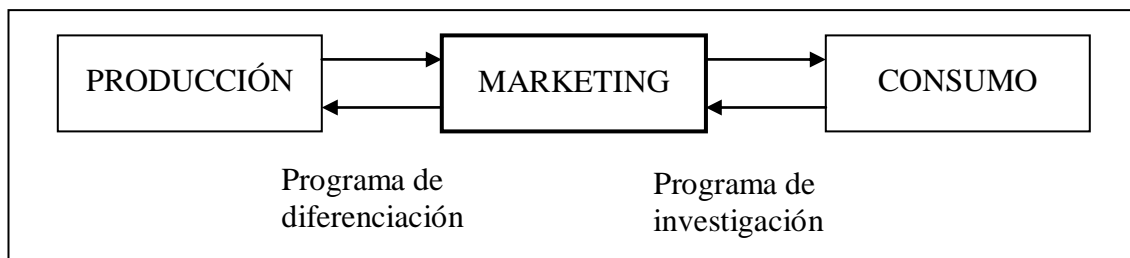 PRODUCCIÓN
MARKETING
CONSUMO
Programa de
diferenciación
Programa de
investigación